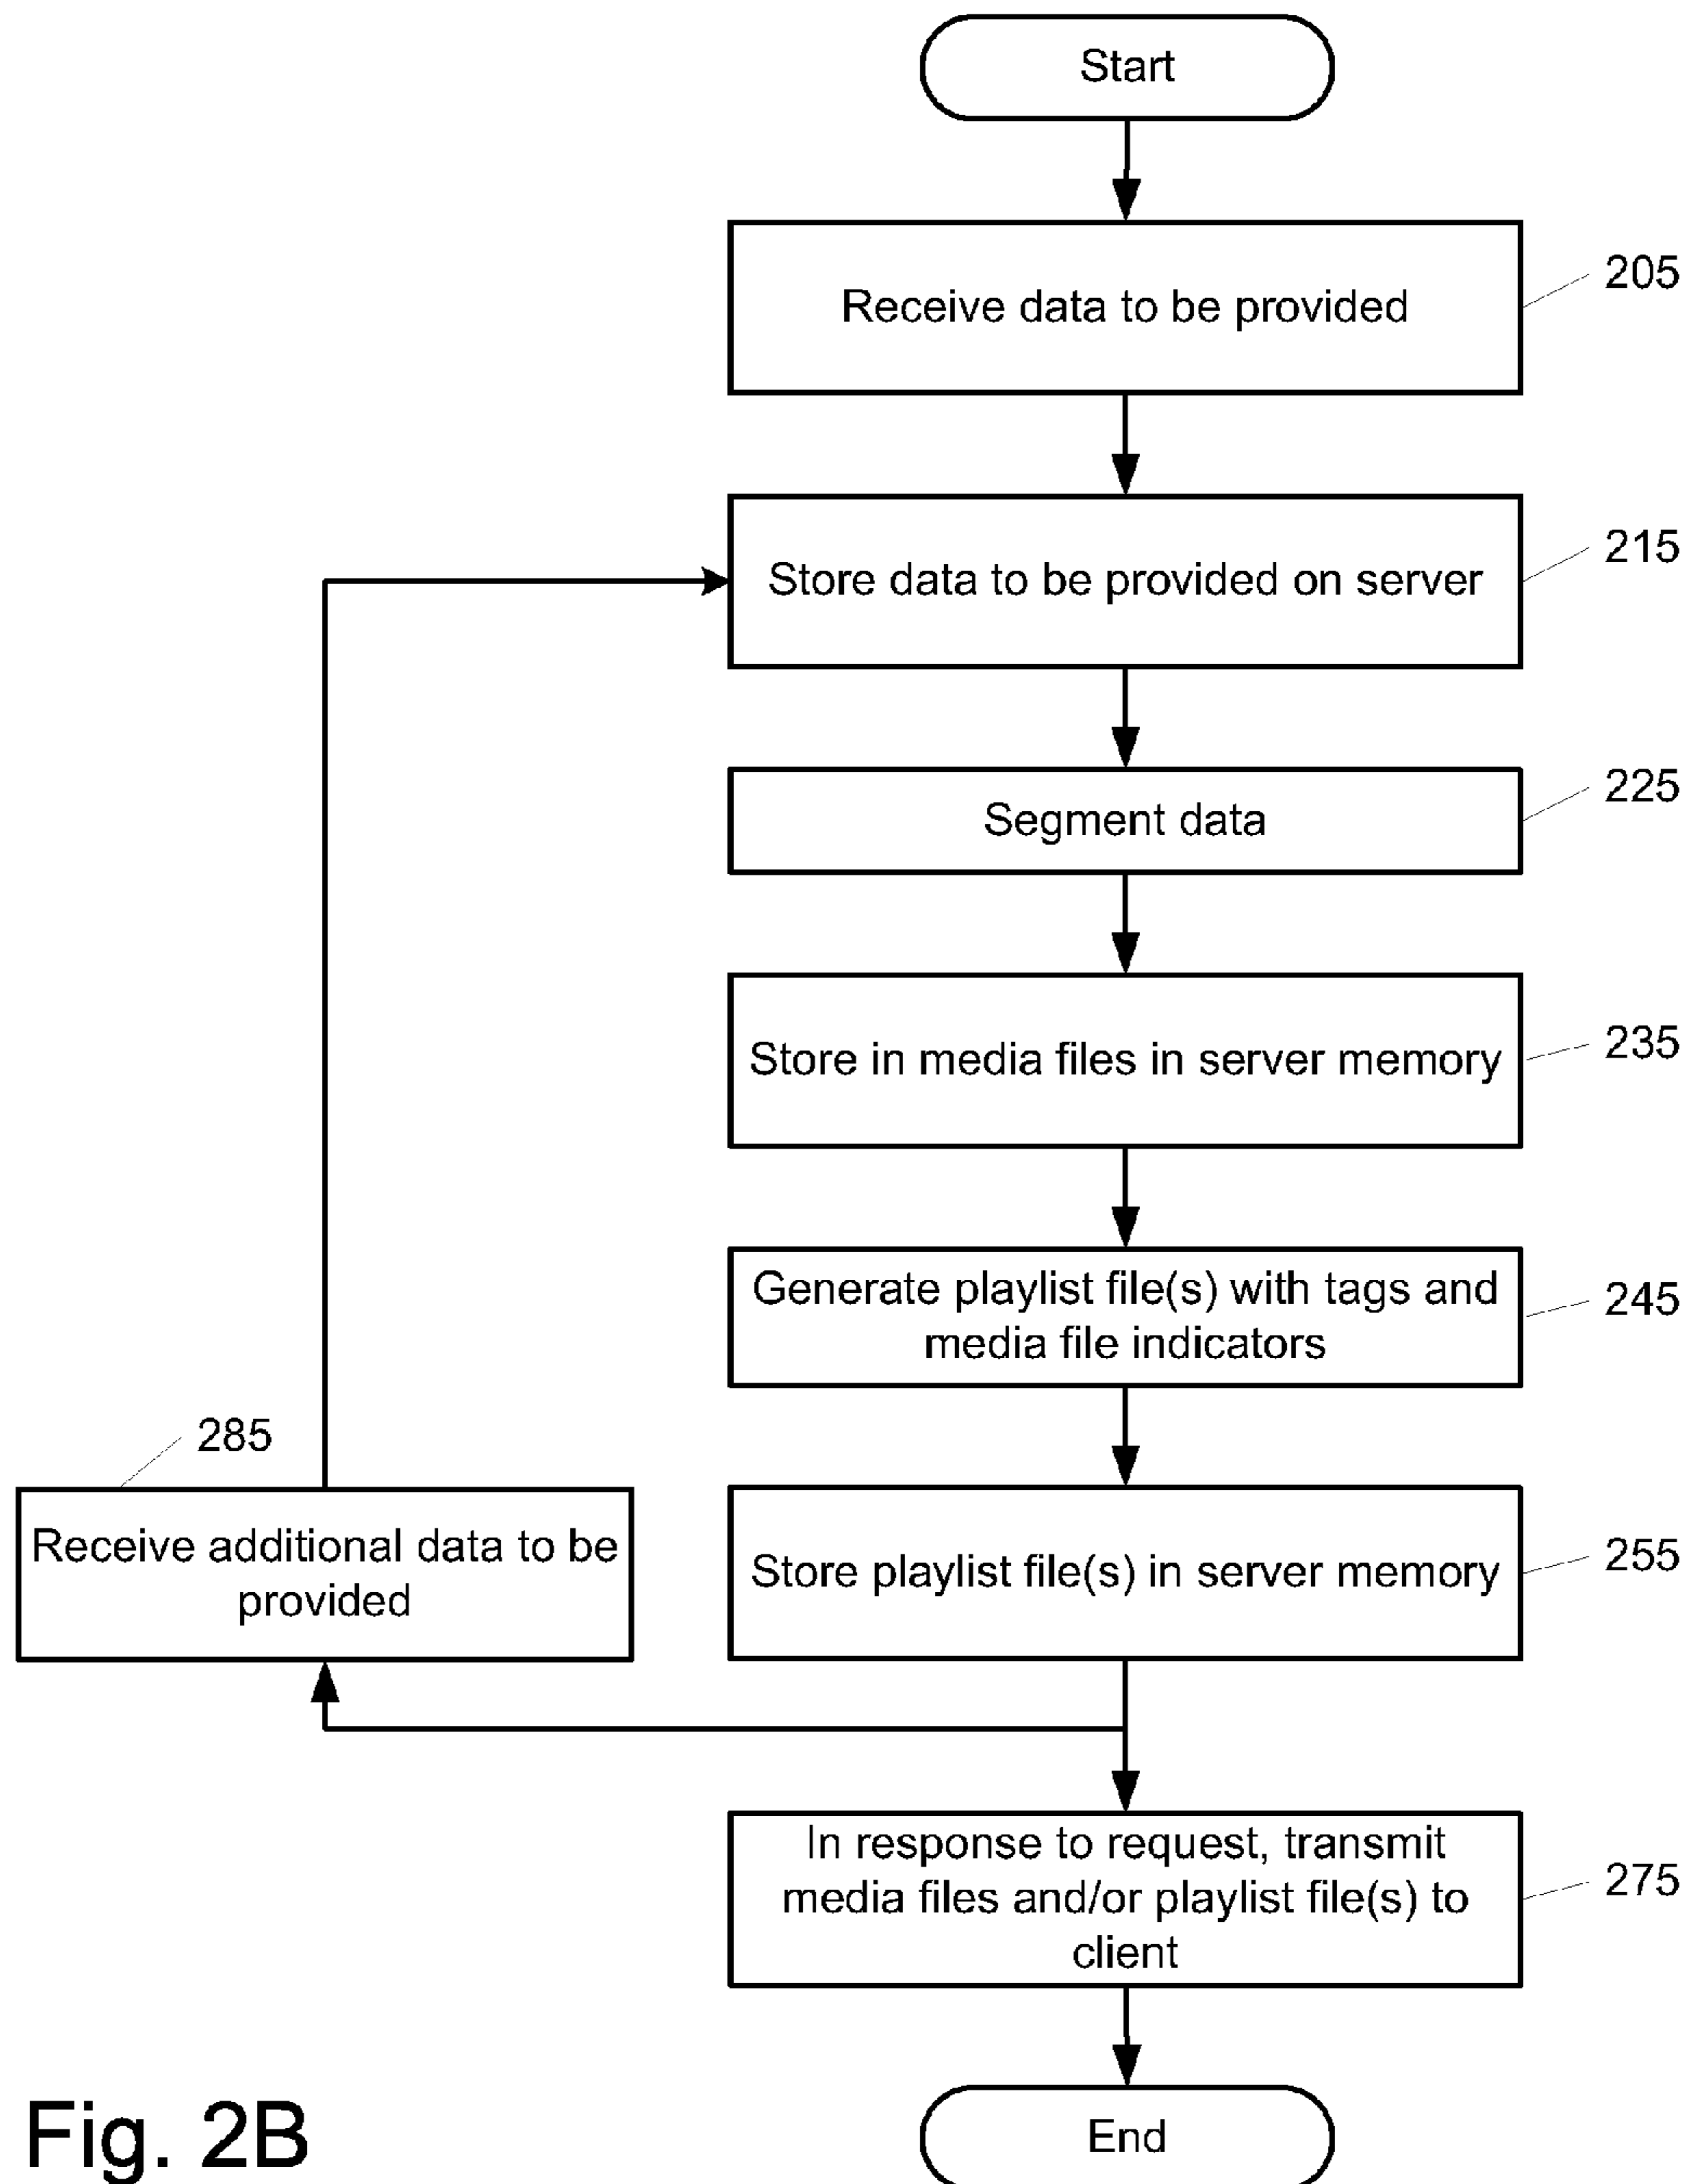 Start
Receive data to be provided
205
Store data to be provided on server
215
Segment data
225
Store in media files in server memory
235
Generate playlist file(s) with tags and
media file indicators
245
285
Receive additional data to be
provided
Store playlist file(s) in server memory
255
In response to request, transmit
media files and/or playlist file(s) to
client
275
End
Fig. 2B